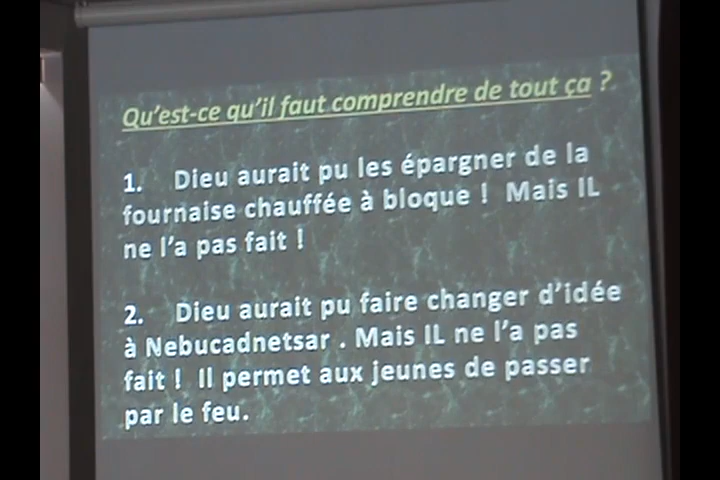 Qu'est-ce qu'il faut comprendre de tout ça ?
1. Dieu aurait pu les épargner de la
fournaise chauffée à bloque ! Mais IL
ne l'a pas fait !
2. Dieu aurait pu faire changer d'idée
à Nebucadnetsar . Mais IL ne l'a pas
fait ! Il permet aux jeunes de passer
par le feu.